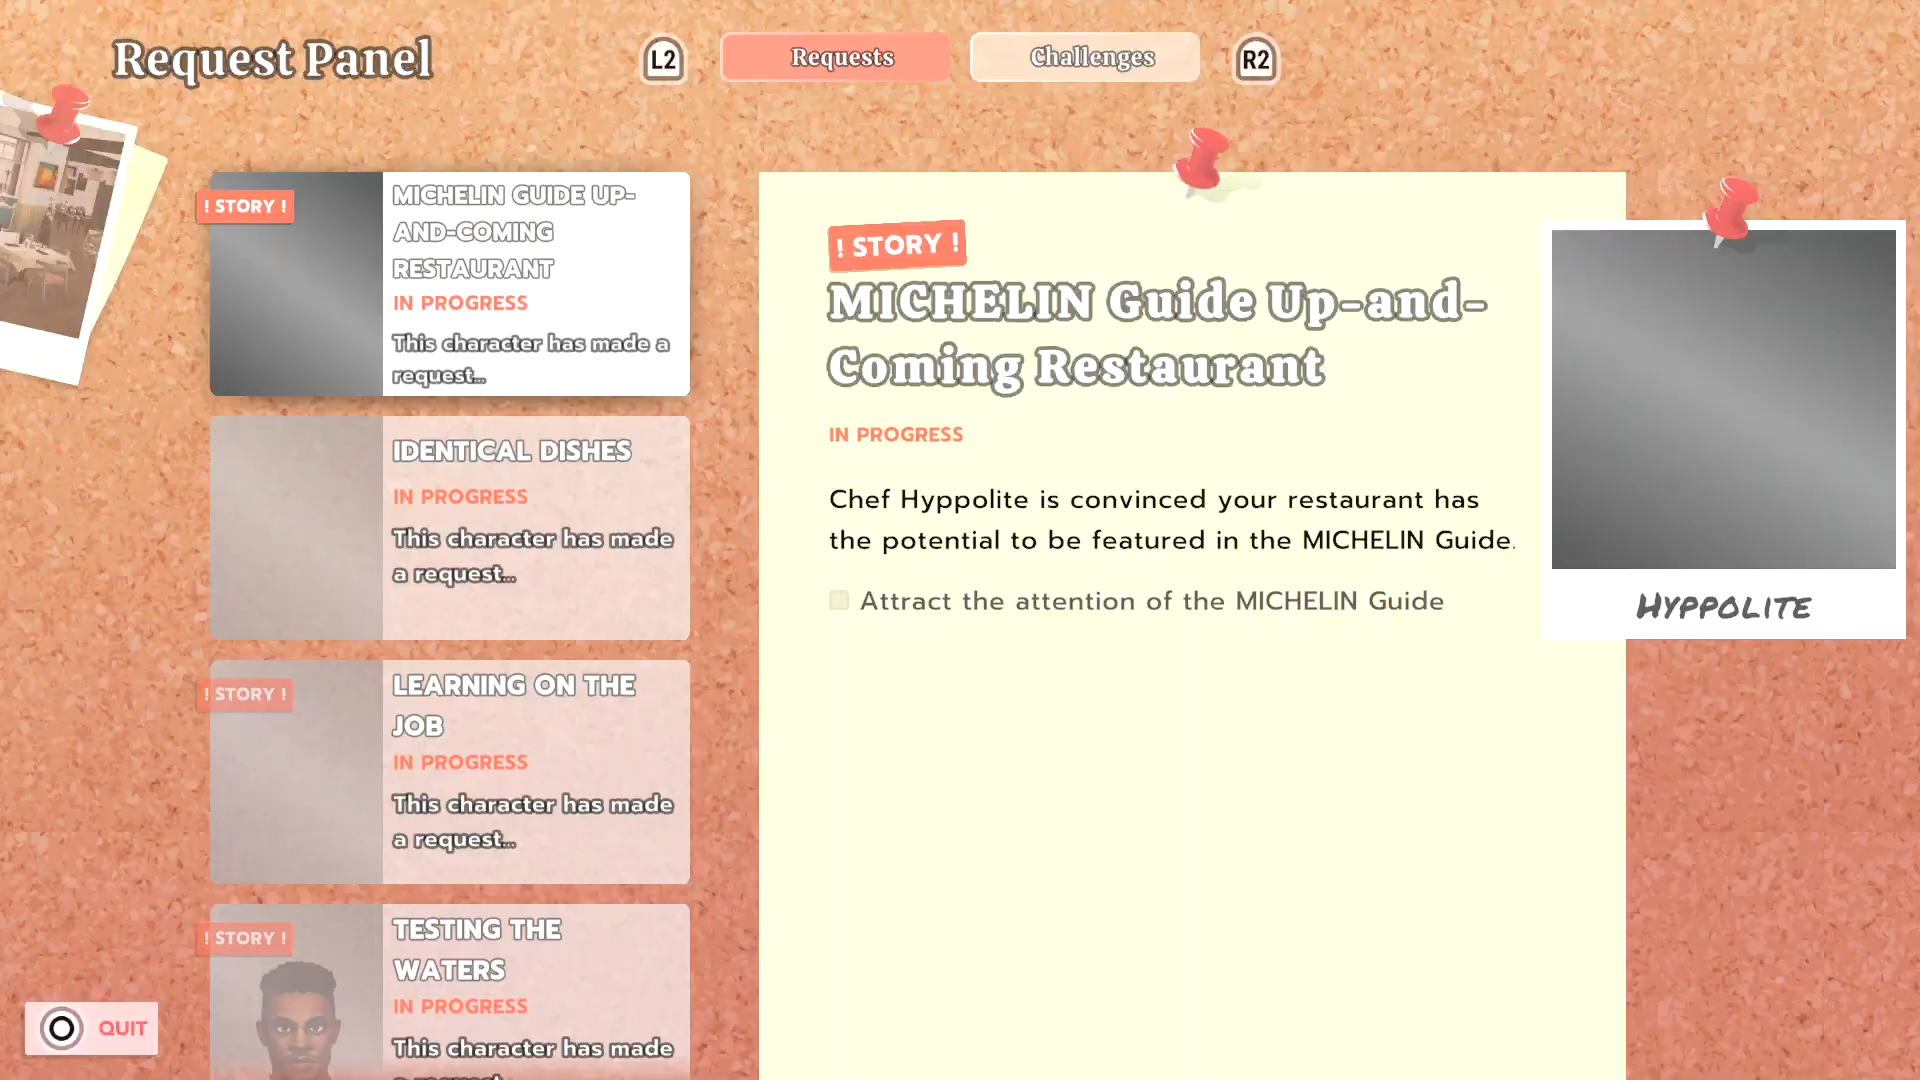 Request Panel
L2
Requests
Challenges
R2
! STORY !
MICHELIN GUIDE UP-
AND-COMING
RESTAURANT
IN PROGRESS
This character has made a
request...
IDENTICAL DISHES
IN PROGRESS
This character has made
a request...
! STORY !
LEARNING ON THE
JOB
IN PROGRESS
This character has made
a request...
! STORY !
TESTING THE
WATERS
IN PROGRESS
This character has made
a request...
! STORY !
MICHELIN Guide Up-and-
Coming Restaurant
IN PROGRESS
Chef Hyppolite is convinced your restaurant has
the potential to be featured in the MICHELIN Guide.
Attract the attention of the MICHELIN Guide
HYPPOLITE
QUIT